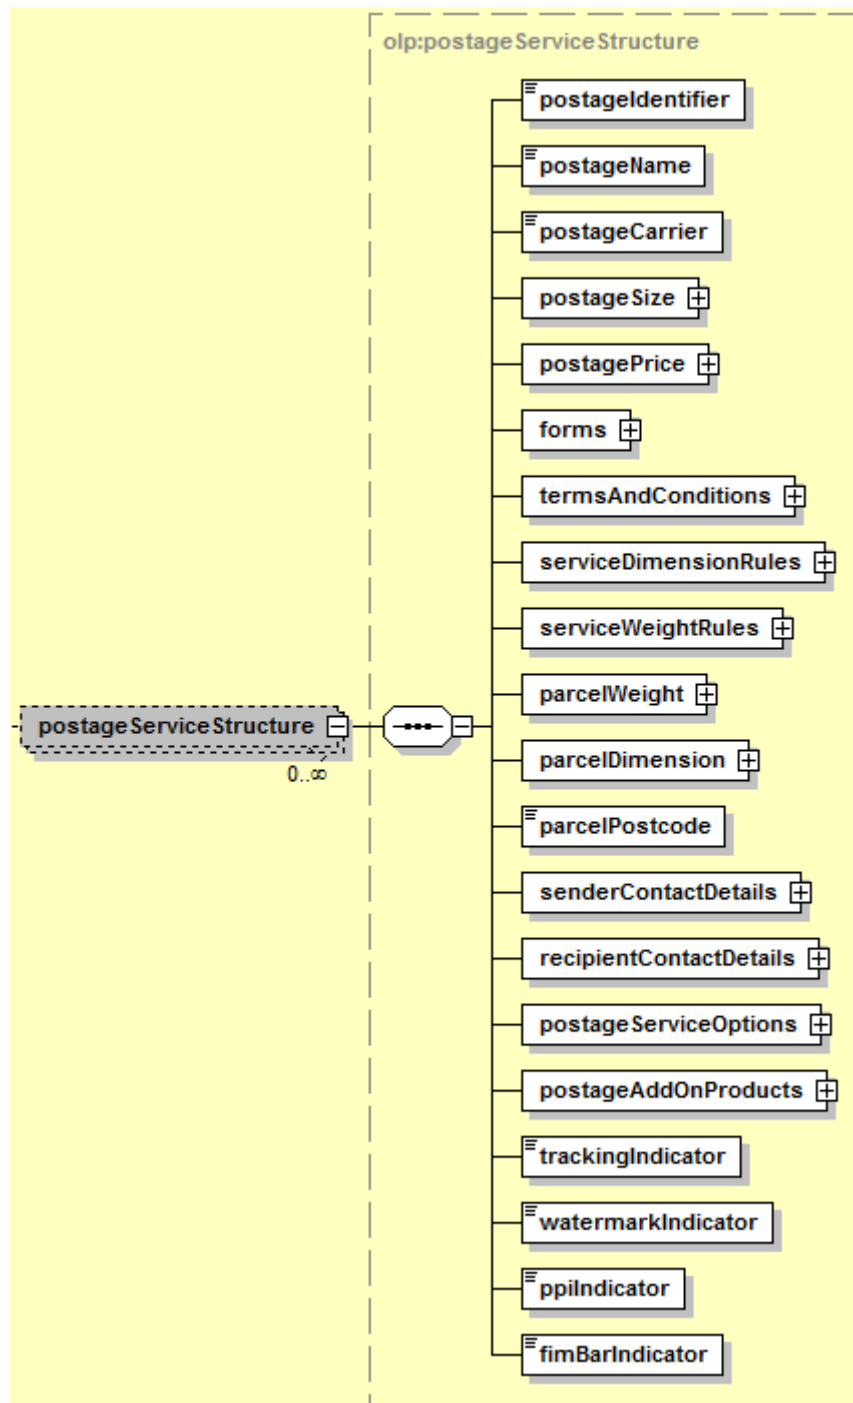 olp:postageServiceStructure
postageIdentifier
postageName
postageCarrier
postageSize
postagePrice
forms
termsAndConditions
serviceDimensionRules
serviceWeightRules
parcelWeight
postageServiceStructure
0..∞
parcelDimension
parcelPostcode
senderContactDetails
recipientContactDetails
postageServiceOptions
postageAddOnProducts
trackingIndicator
watermarkIndicator
ppiIndicator
fimBarIndicator